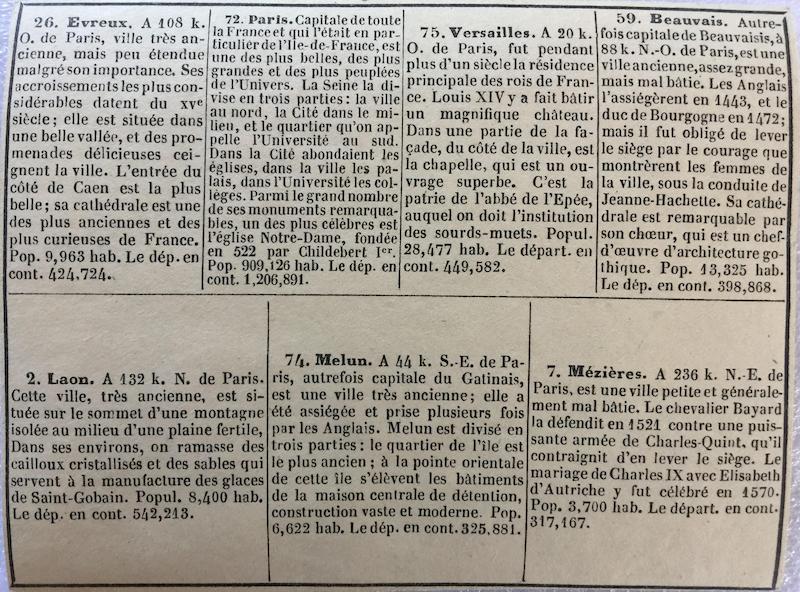 26. Evreux. A 108 k.
O. de Paris, ville très an-
cienne, mais peu étendue
malgré son importance. Ses
accroissements les plus con-
sidérables datent du XVe
siècle; elle est située dans
une belle vallée, et des pro-
menades délicieuses cei-
gnent la ville. L'entrée du
côté de Caen est la plus
belle; sa cathédrale est une
des plus anciennes et des
plus curieuses de France.
Pop. 9,963 hab. Le dép. en
cont. 424,724.
72. Paris. Capitale de toute
la France et qui l'était en par-
ticulier de l'Ile-de-France, est
une des plus belles, des plus
grandes et des plus peuplées
de l'Univers. La Seine la di-
vise en trois parties: la ville
au nord, la Cité dans le mi-
lieu, et le quartier qu'on ap-
pelle l'Université au sud.
Dans la Cité abondaient les
églises, dans la ville les pa-
lais, dans l'Université les col-
lèges. Parmi le grand nombre
de ses monuments remarqua-
bles, un des plus célèbres est
l'église Notre-Dame, fondée
en 522 par Childebert Ier.
Pop. 909,126 hab. Le dép. en
cont. 1,206,891.
75. Versailles. A 20 k.
O. de Paris, fut pendant
plus d'un siècle la résidence
principale des rois de Fran-
ce. Louis XIV y a fait bâtir
un magnifique château.
Dans une partie de la fa-
çade, du côté de la ville, est
la chapelle, qui est un ou-
vrage superbe. C'est la
patrie de l'abbé de l'Epée,
auquel on doit l'institution
des sourds-muets. Popul.
28,477 hab. Le départ. en
cont. 449,582.
59. Beauvais. Autre-
fois capitale de Beauvaisis, à
88 k. N.-O. de Paris, est une
ville ancienne, assez grande,
mais mal bâtie. Les Anglais
l'assiégèrent en 1443, et le
duc de Bourgogne en 1472;
mais il fut obligé de lever
le siège par le courage que
montrèrent les femmes de
la ville, sous la conduite de
Jeanne-Hachette. Sa cathé-
drale est remarquable par
son chœur, qui est un chef-
d'œuvre d'architecture go-
thique. Pop. 13,325 hab.
Le dép. en cont. 398,868.
2. Laon. A 132 k. N. de Paris.
Cette ville, très ancienne, est si-
tuée sur le sommet d'une montagne
isolée au milieu d'une plaine fertile,
Dans ses environs, on ramasse des
cailloux cristallisés et des sables qui
servent à la manufacture des glaces
de Saint-Gobain. Popul. 8,400 hab.
Le dép. en cont. 542,213.
74. Melun. A 44 k. S.-E. de Pa-
ris, autrefois capitale du Gatinais,
est une ville très ancienne; elle a
été assiégée et prise plusieurs fois
par les Anglais. Melun est divisé en
trois parties: le quartier de l'île est
le plus ancien; à la pointe orientale
de cette île s'élèvent les bâtiments
de la maison centrale de détention,
construction vaste et moderne. Pop.
6,622 hab. Le dép. en cont. 325,881.
7. Mézières. A 236 k. N.-E. de
Paris, est une ville petite et générale-
ment mal bâtie. Le chevalier Bayard
la défendit en 1521 contre une puis-
sante armée de Charles-Quint, qu'il
contraignit d'en lever le siège. Le
mariage de Charles IX avec Elisabeth
d'Autriche y fut célébré en 1570.
Pop. 3,700 hab. Le départ. en cont.
317,167.